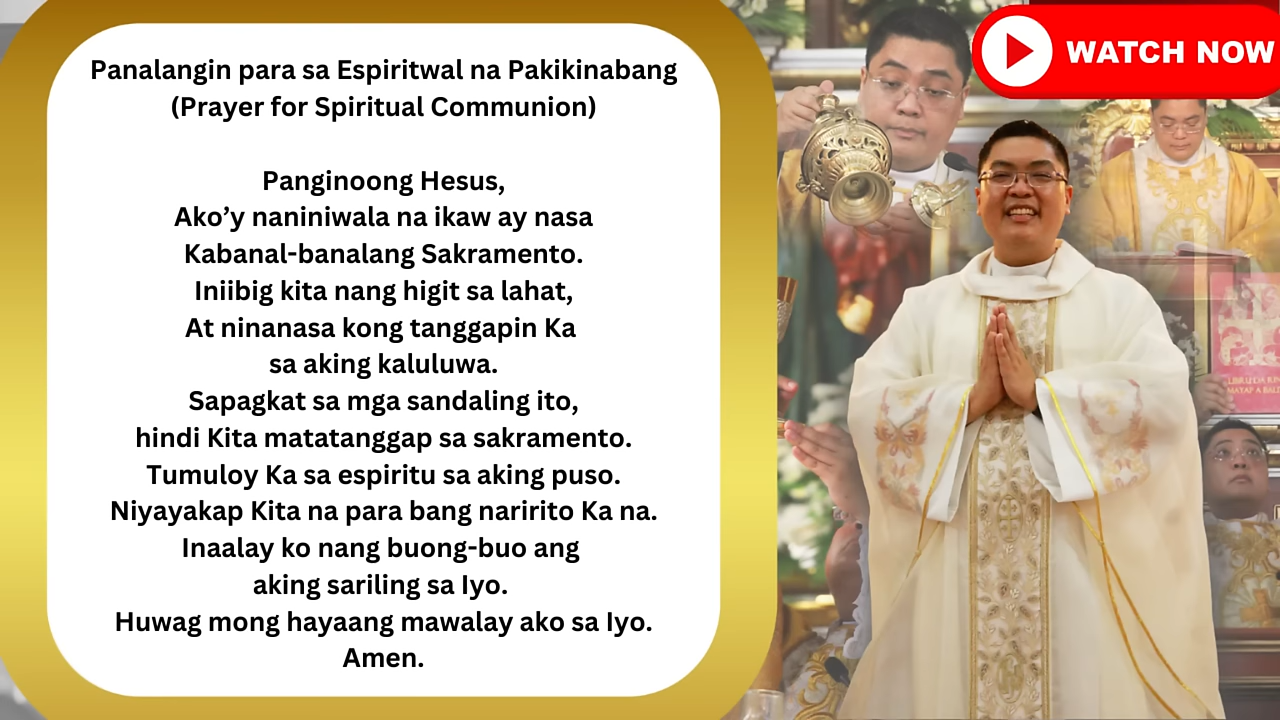 Panalangin para sa Espiritwal na Pakikinabang
(Prayer for Spiritual Communion)
Panginoong Hesus,
Ako’y naniniwala na ikaw ay nasa
Kabanal-banalang Sakramento.
Iniibig kita nang higit sa lahat,
At ninanasa kong tanggapin Ka
sa aking kaluluwa.
Sapagkat sa mga sandaling ito,
hindi Kita matatanggap sa sakramento.
Tumuloy Ka sa espiritu sa aking puso.
Niyayakap Kita na para bang naririto Ka na.
Inaalay ko nang buong-buo ang
aking sariling sa Iyo.
Huwag mong hayaang mawalay ako sa Iyo.
Amen.
WATCH NOW